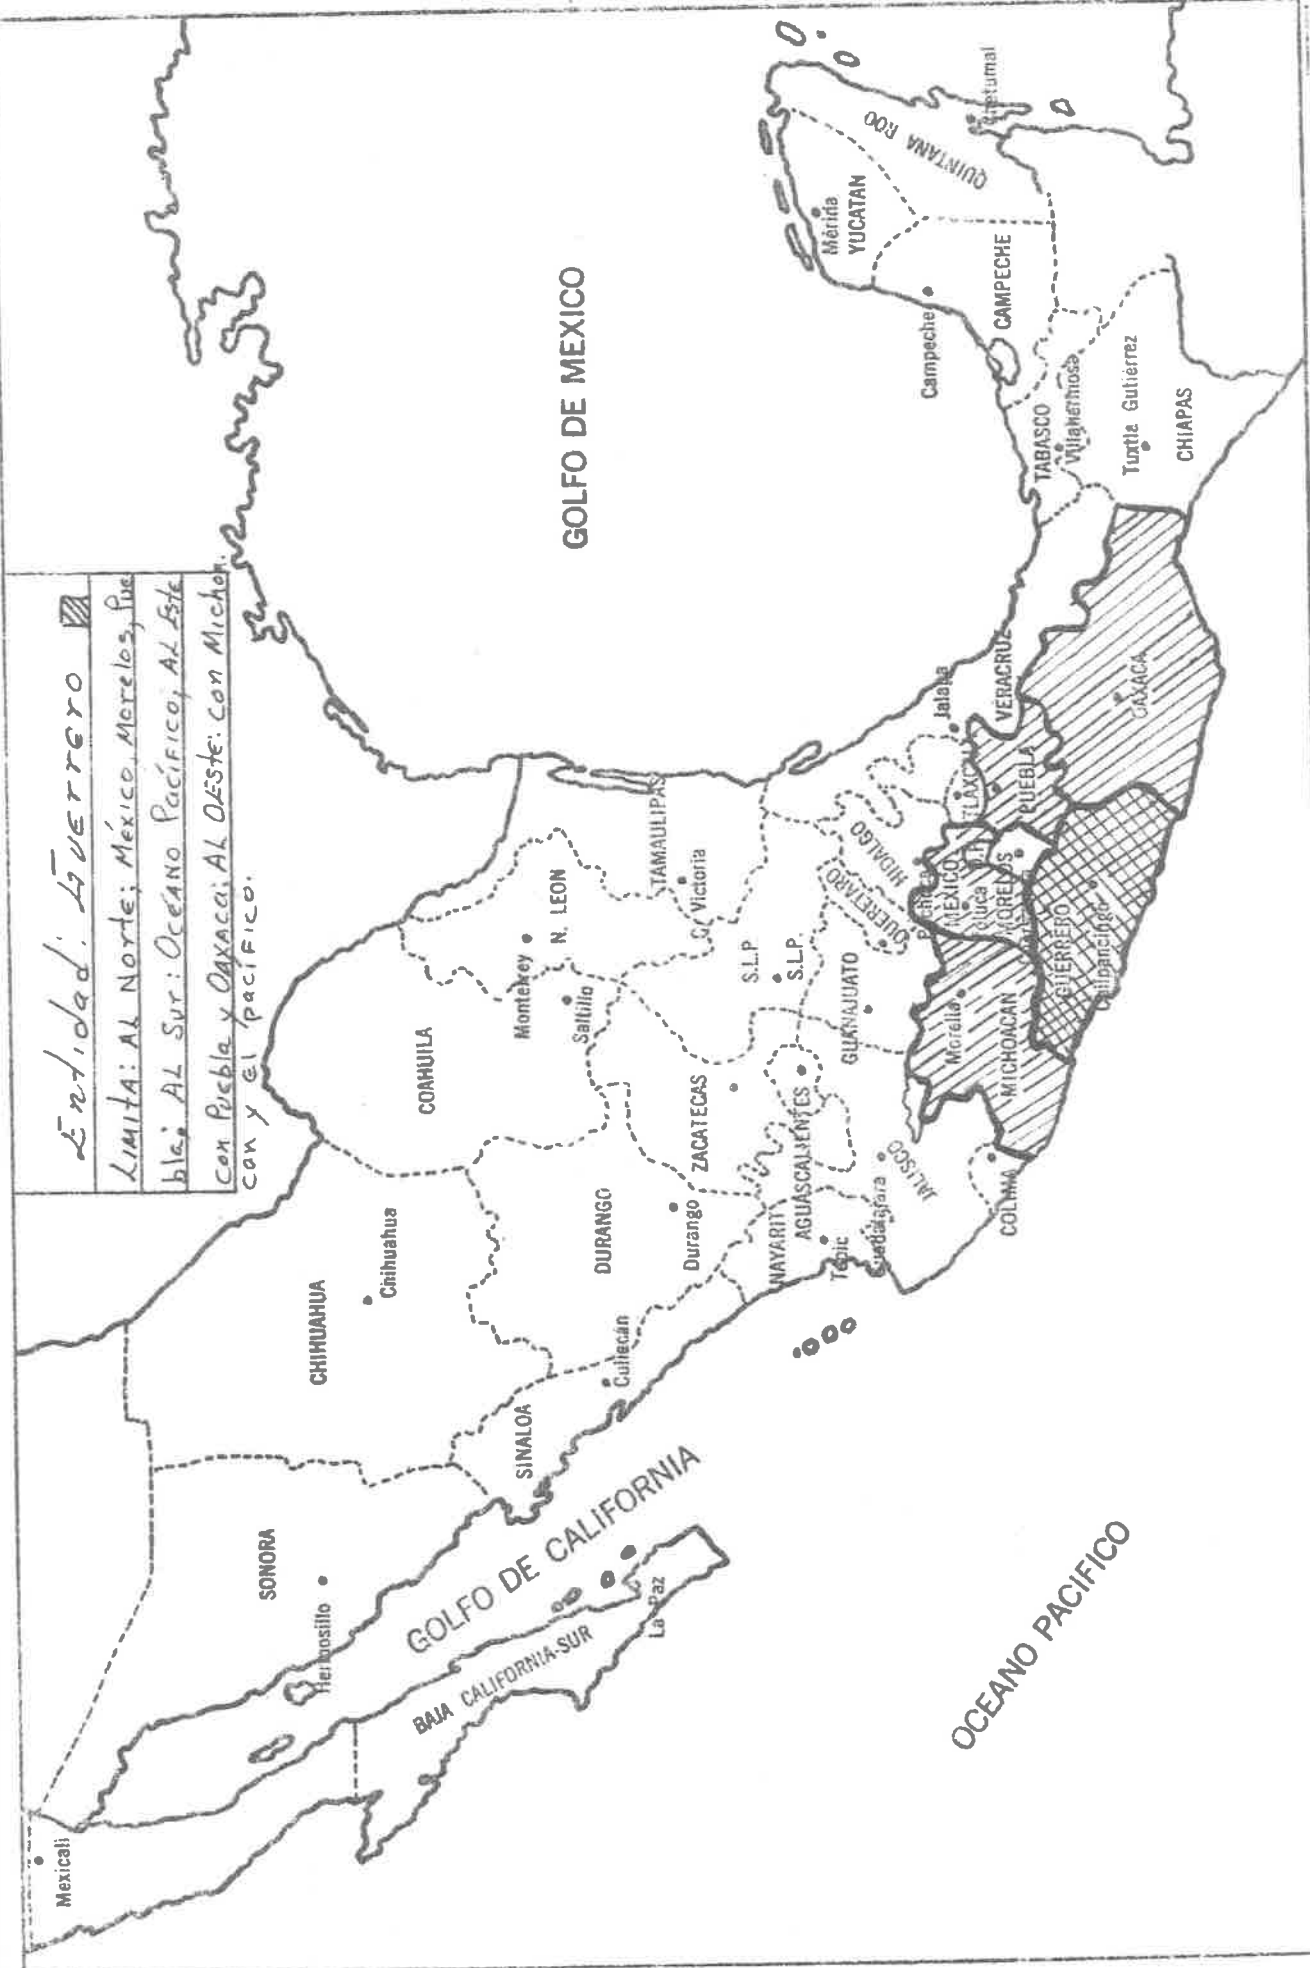 Entidad: Guerrero
LIMITA: AL NORTE; México, Morelos, Pue
bla; AL Sur: Océano Pacífico; AL Este
con Puebla y Oaxaca; AL OESTE: con Michoa
can y el pacífico.
Mexicali
SONORA
Hermosillo
GOLFO DE CALIFORNIA
BAJA CALIFORNIA-SUR
La Paz
CHIHUAHUA
Chihuahua
SINALOA
Culiacán
COAHUILA
Monterrey
N. LEON
Saltillo
DURANGO
Durango
TAMAULIPAS
C. Victoria
ZACATECAS
S.L.P
S.L.P.
NAYARIT
AGUASCALIENTES
Tepic
Guadalajara
JALISCO
GUANAJUATO
QUERETARO
HIDALGO
COLIMA
MICHOACAN
Morelia
MEXICO
MORELOS
GUERRERO
Chilpancingo
PUEBLA
VERACRUZ
Jalapa
OAXACA
TABASCO
Villahermosa
Tuxtla Gutiérrez
CHIAPAS
Campeche
CAMPECHE
Mérida
YUCATAN
QUINTANA ROO
Chetumal
GOLFO DE MEXICO
OCEANO PACIFICO